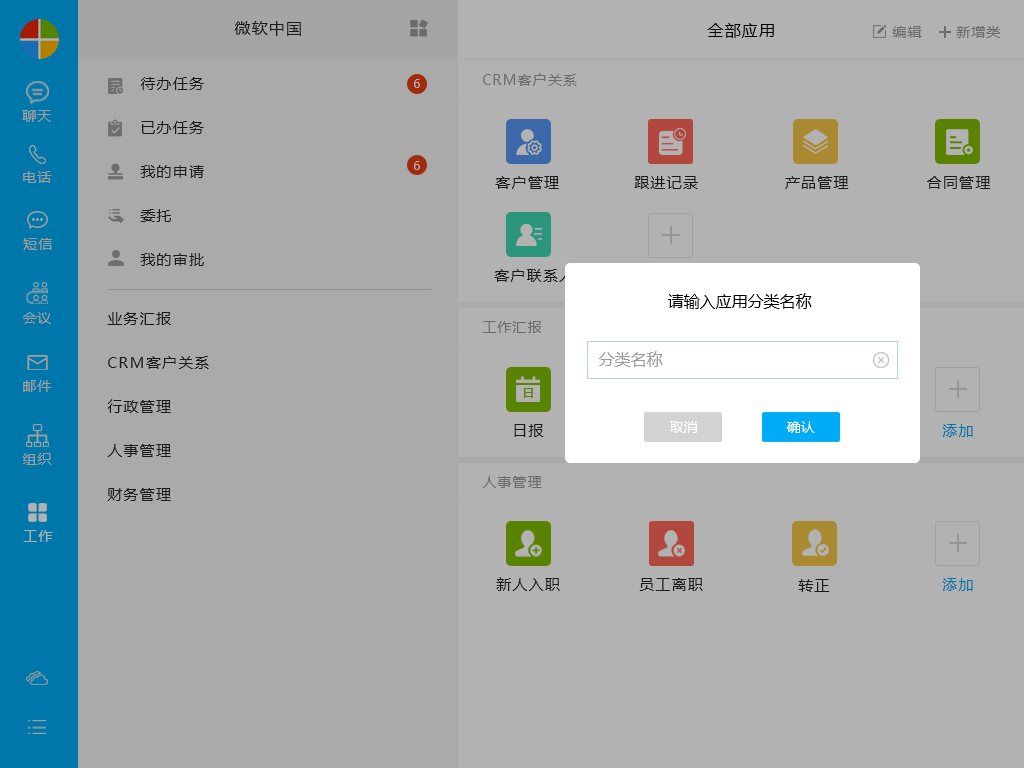 聊天
电话
短信
会议
邮件
组织
工作
微软中国
待办任务
6
已办任务
我的申请
6
委托
我的审批
业务汇报
CRM客户关系
行政管理
人事管理
财务管理
全部应用
编辑
新增类
CRM客户关系
客户管理
跟进记录
产品管理
合同管理
客户联系人
工作汇报
日
日报
添加
请输入应用分类名称
分类名称
取消
确认
人事管理
新人入职
员工离职
转正
添加